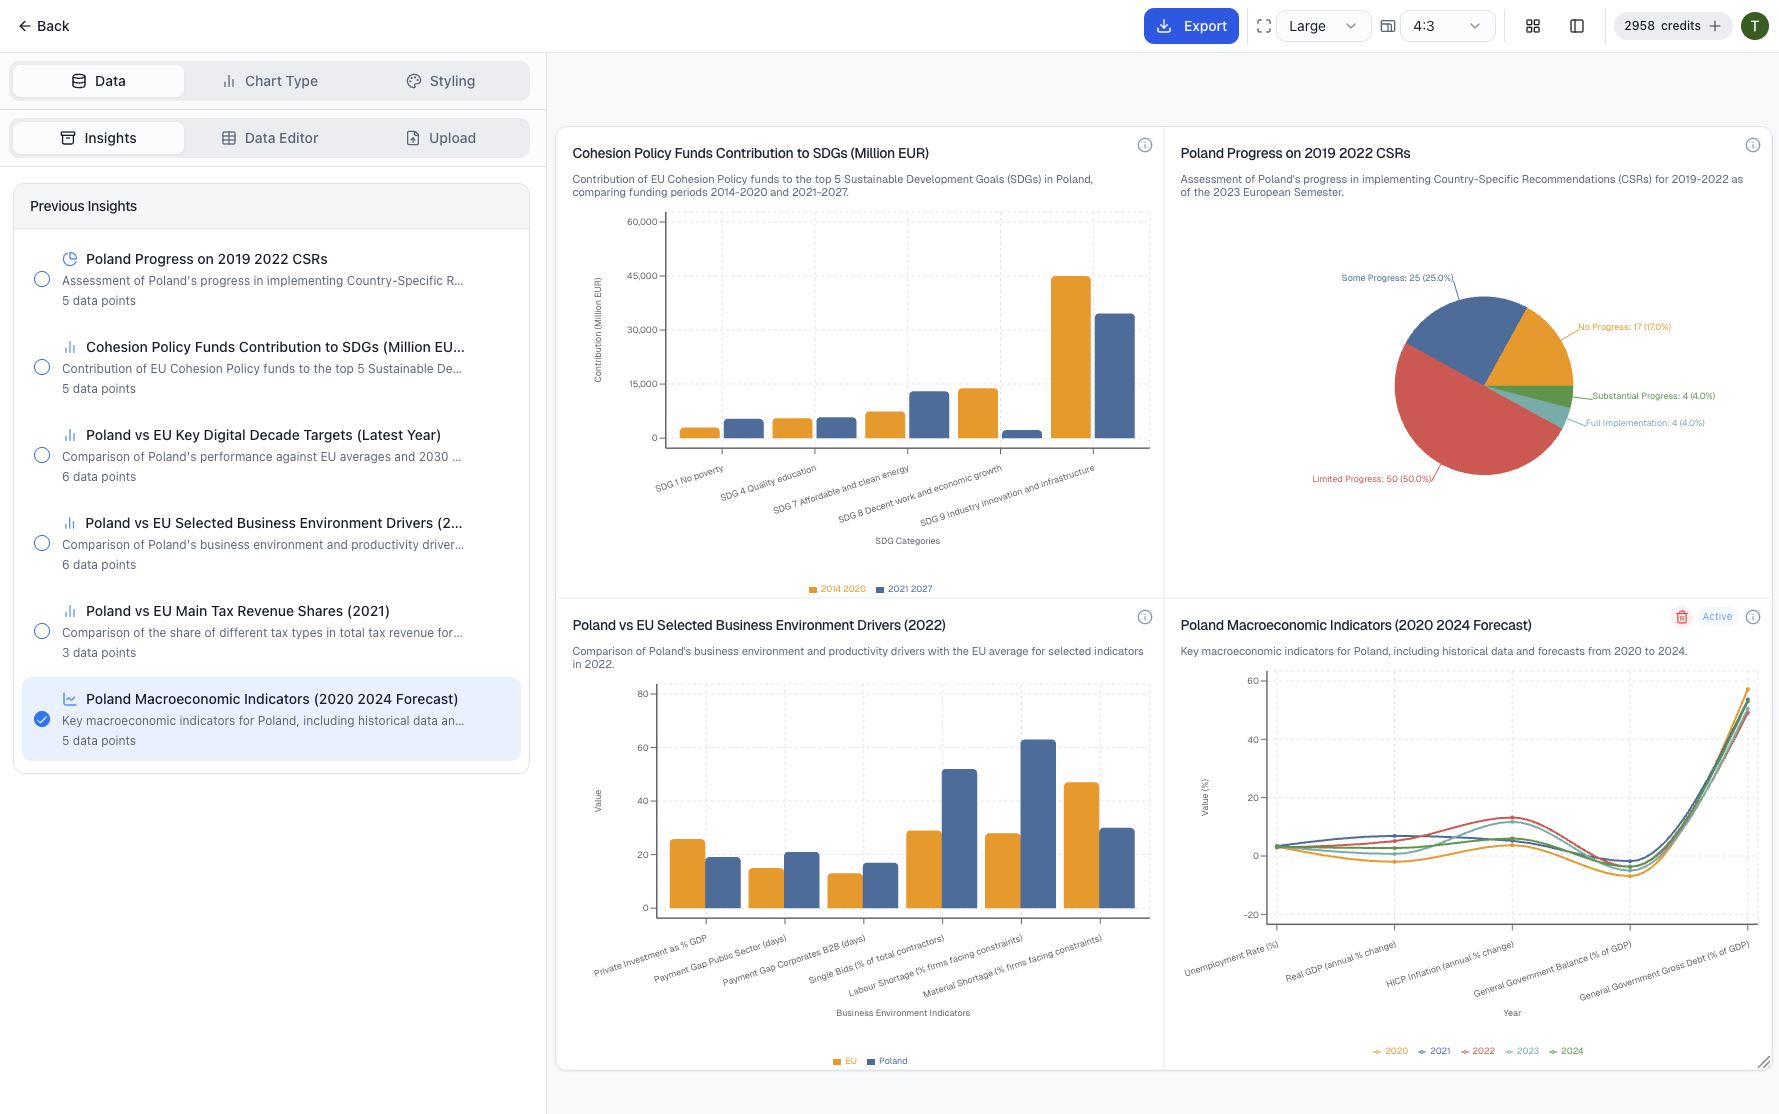 Back
Export
Large
4:3
2958 credits
T
Data
Chart Type
Styling
Insights
Data Editor
Upload
Previous Insights
Poland Progress on 2019 2022 CSRs
Assessment of Poland's progress in implementing Country-Specific R...
5 data points
Cohesion Policy Funds Contribution to SDGs (Million EU...
Contribution of EU Cohesion Policy funds to the top 5 Sustainable De...
5 data points
Poland vs EU Key Digital Decade Targets (Latest Year)
Comparison of Poland's performance against EU averages and 2030 ...
6 data points
Poland vs EU Selected Business Environment Drivers (2...
Comparison of Poland's business environment and productivity driver...
6 data points
Poland vs EU Main Tax Revenue Shares (2021)
Comparison of the share of different tax types in total tax revenue for...
3 data points
Poland Macroeconomic Indicators (2020 2024 Forecast)
Key macroeconomic indicators for Poland, including historical data an...
5 data points
Cohesion Policy Funds Contribution to SDGs (Million EUR)
Contribution of EU Cohesion Policy funds to the top 5 Sustainable Development Goals (SDGs) in Poland,
comparing funding periods 2014-2020 and 2021-2027.
60,000
45,000
30,000
15,000
0
Contribution (Million EUR)
SDG 1 No poverty
SDG 4 Quality education
SDG 7 Affordable and clean energy
SDG 8 Decent work and economic growth
SDG 9 Industry innovation and infrastructure
SDG Categories
2014 2020
2021 2027
Poland Progress on 2019 2022 CSRs
Assessment of Poland's progress in implementing Country-Specific Recommendations (CSRs) for 2019-2022 as
of the 2023 European Semester.
Some Progress: 25 (25.0%)
No Progress: 17 (17.0%)
Substantial Progress: 4 (4.0%)
Full Implementation: 4 (4.0%)
Limited Progress: 50 (50.0%)
Poland vs EU Selected Business Environment Drivers (2022)
Comparison of Poland's business environment and productivity drivers with the EU average for selected indicators
in 2022.
80
60
40
20
0
Value
Private Investment as % GDP
Payment Gap Public Sector (days)
Payment Gap Corporates B2B (days)
Single Bids (% of total contractors)
Labour Shortage (% firms facing constraints)
Material Shortage (% firms facing constraints)
Business Environment Indicators
EU
Poland
Poland Macroeconomic Indicators (2020 2024 Forecast)
Active
Key macroeconomic indicators for Poland, including historical data and forecasts from 2020 to 2024.
60
40
20
0
-20
Value (%)
Unemployment Rate (%)
Real GDP (annual % change)
HICP Inflation (annual % change)
General Government Balance (% of GDP)
General Government Gross Debt (% of GDP)
Year
2020
2021
2022
2023
2024